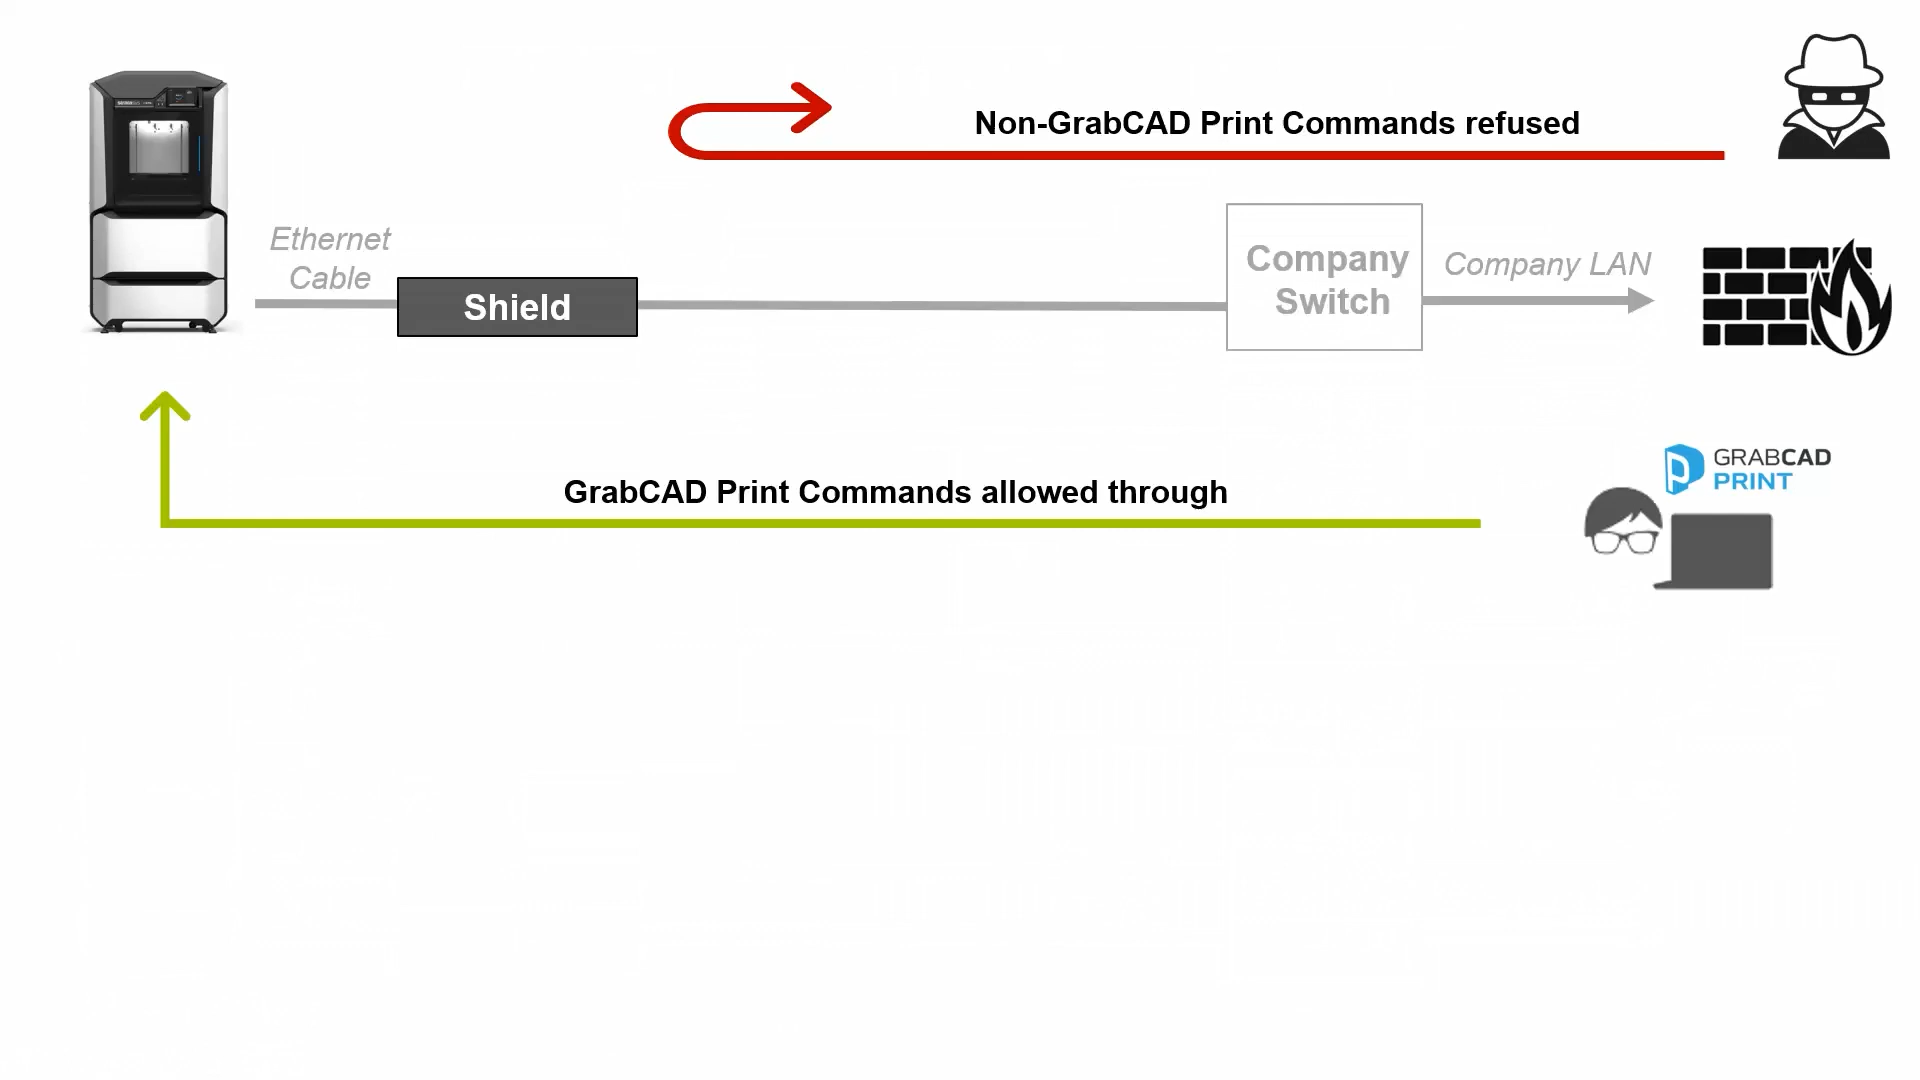 Non-GrabCAD Print Commands refused
Ethernet
Cable
Shield
Company
Switch
Company LAN
GrabCAD Print Commands allowed through
GRABCAD
PRINT